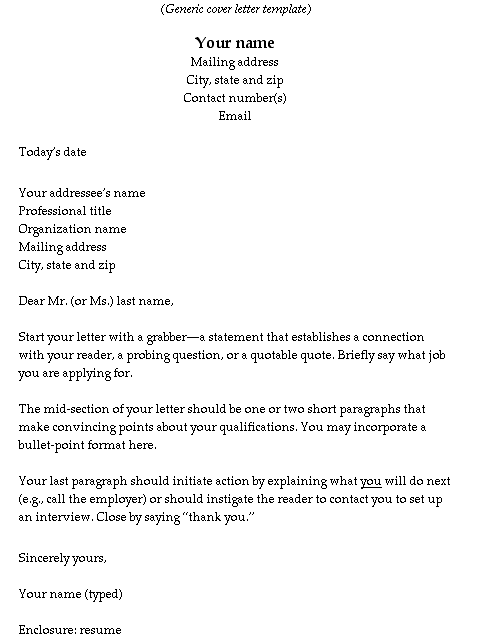 (Generic cover letter template)
Your name
Mailing address
City, state and zip
Contact number(s)
Email
Today's date
Your addressee's name
Professional title
Organization name
Mailing address
City, state and zip
Dear Mr. (or Ms.) last name,
Start your letter with a grabber—a statement that establishes a connection
with your reader, a probing question, or a quotable quote. Briefly say what job
you are applying for.
The mid-section of your letter should be one or two short paragraphs that
make convincing points about your qualifications. You may incorporate a
bullet-point format here.
Your last paragraph should initiate action by explaining what you will do next
(e.g., call the employer) or should instigate the reader to contact you to set up
an interview. Close by saying “thank you.”
Sincerely yours,
Your name (typed)
Enclosure: resume